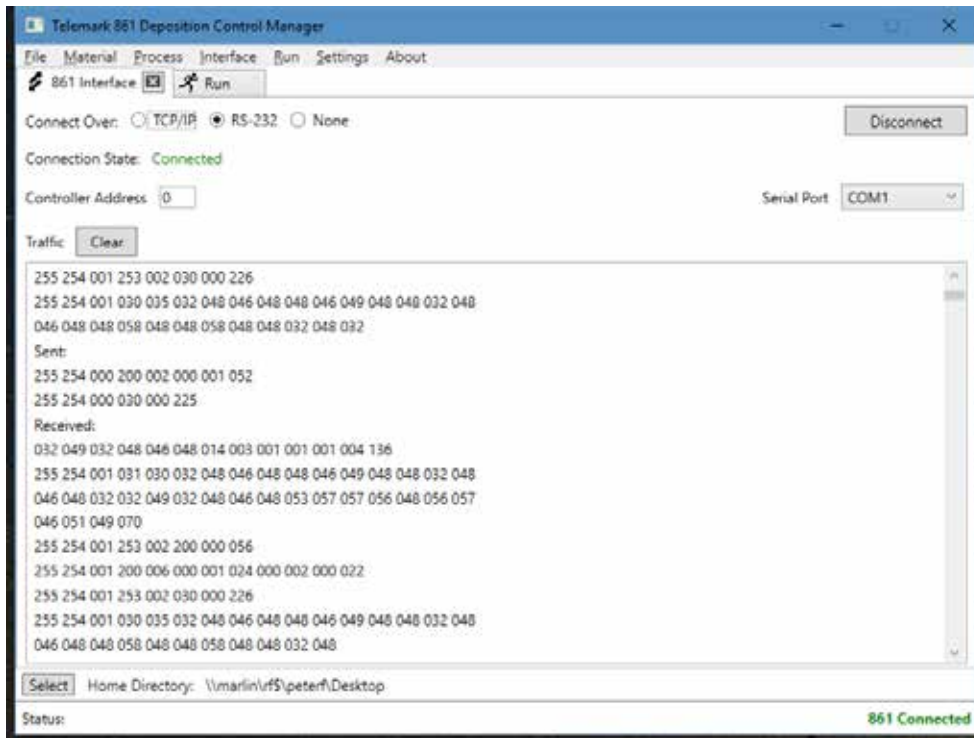 Telemark 861 Deposition Control Manager
File Material Process Interface Run Settings About
861 Interface Run
Connect Over: TCP/IP RS-232 None Disconnect
Connection State: Connected
Controller Address 0 Serial Port COM1
Traffic Clear
255 254 001 253 002 030 000 226
255 254 001 030 035 032 048 046 048 048 046 049 048 048 032 048
046 048 048 058 048 048 058 048 048 032 048 032
Sent:
255 254 000 200 002 000 001 052
255 254 000 030 000 225
Received:
032 049 032 048 046 048 014 003 001 001 001 004 136
255 254 001 031 030 032 048 046 048 048 046 049 048 048 032 048
046 048 032 032 049 032 048 046 048 053 057 057 056 048 056 057
046 051 049 070
255 254 001 253 002 200 000 056
255 254 001 200 006 000 001 024 000 002 000 022
255 254 001 253 002 030 000 226
255 254 001 030 035 032 048 046 048 048 046 049 048 048 032 048
046 048 048 058 048 048 058 048 048 032 048
Select Home Directory: \\marlin\rf$\peterf\Desktop
Status: 861 Connected